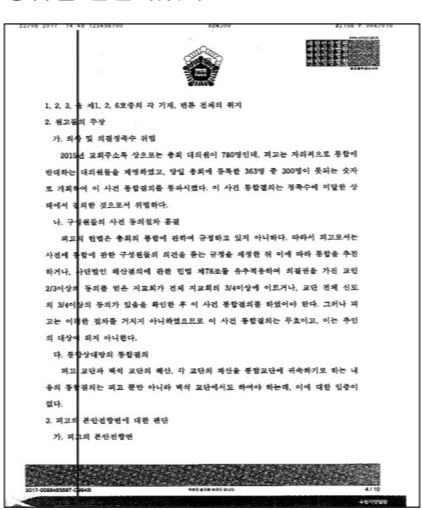 22/06 2017 14:48 123456700
1, 2, 3, 을 제1, 2, 6호증의 각 기재, 변론 전체의 취지
2. 원고들의 주장
가. 의사 및 의결정족수 위법
2015년 교회주소록 상으로는 총회 대의원이 780명인데, 피고는 자의적으로 통합에
반대하는 대의원들을 제명하였고, 당일 총회에 등록한 363명 중 300명이 못되는 숫자
로 개회하여 이 사건 통합결의를 통과시켰다. 이 사건 통합결의는 정족수에 미달한 상
태에서 결의한 것으로서 위법하다.
나. 구성원들의 사전 동의절차 흠결
피고의 헌법은 총회의 통합에 관하여 규정하고 있지 아니하다. 따라서 피고로서는
사전에 통합에 관한 구성원들의 의견을 묻는 규정을 제정한 뒤 이에 따라 통합을 추진
하거나, 사단법인 해산결의에 관한 민법 제78조를 유추적용하여 의결권을 가진 교인
2/3이상의 동의를 얻은 지교회가 전체 지교회의 3/4이상에 이르거나, 교단 전체 신도
의 3/4이상의 동의가 있음을 확인한 후 이 사건 통합결의를 하였어야 한다. 그러나 피
고는 이러한 절차를 거치지 아니하였으므로 이 사건 통합결의는 무효이고, 이는 추인
의 대상이 되지 아니한다.
다. 통합상대방의 통합결의
피고 교단과 백석 교단의 해산, 각 교단의 재산을 통합교단에 귀속하기로 하는 내
용의 통합결의는 피고 뿐만 아니라 백석 교단에서도 하여야 하는데, 이에 대한 입증이
없다.
3. 피고의 본안전항변에 대한 판단
가. 피고의 본안전항변
4 / 10
수원지방법원